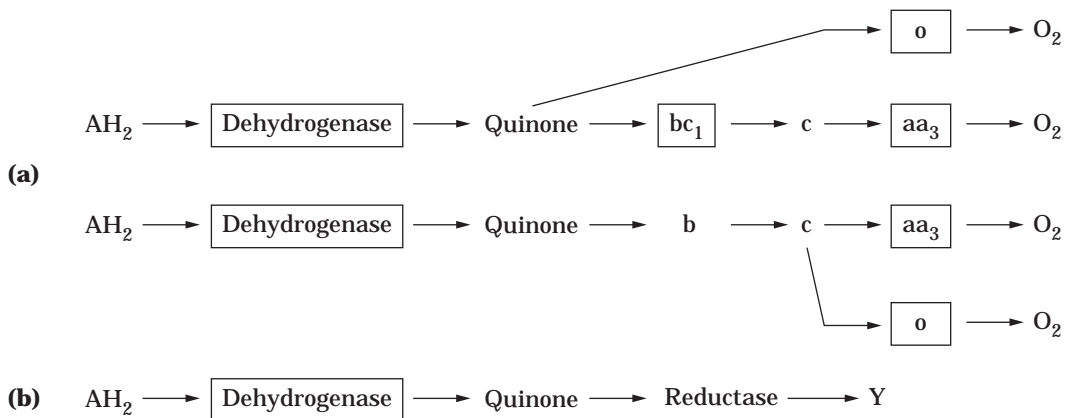 o O₂
AH₂ Dehydrogenase Quinone bc₁ c aa₃ O₂
(a)
AH₂ Dehydrogenase Quinone b c aa₃ O₂
o O₂
(b) AH₂ Dehydrogenase Quinone Reductase Y